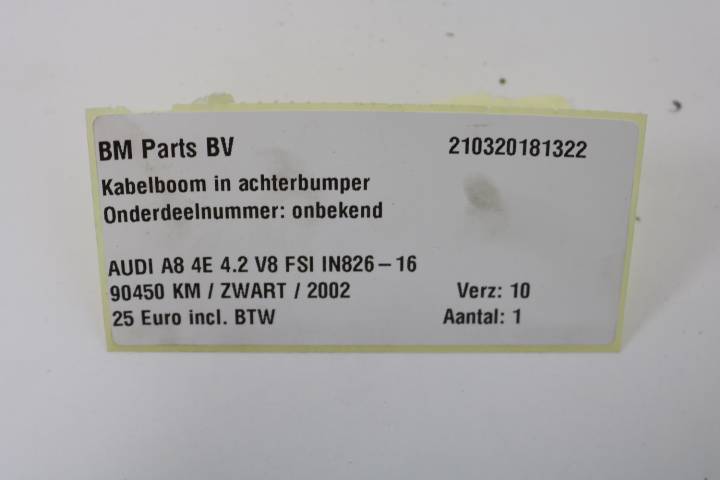 BM Parts BV 210320181322
Kabelboom in achterbumper
Onderdeelnummer: onbekend
AUDI A8 4E 4.2 V8 FSI IN826-16
90450 KM / ZWART / 2002 Verz: 10
25 Euro incl. BTW Aantal: 1